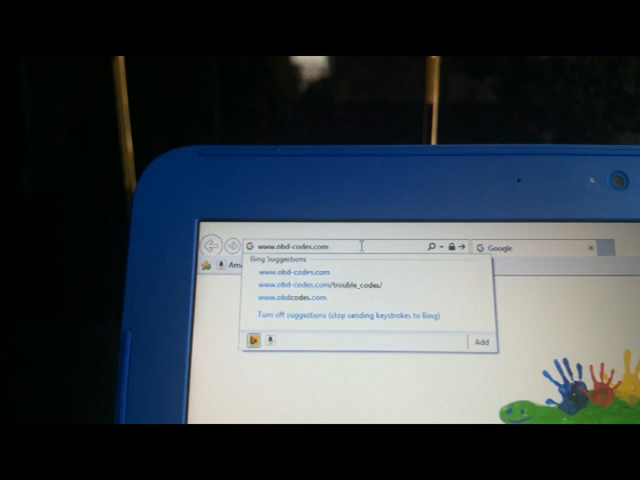 www.obd-codes.com
Google
Bing Suggestions
www.obd-codes.com
www.obd-codes.com/trouble_codes/
www.obdcodes.com
Turn off suggestions (stop sending keystrokes to Bing)
Add